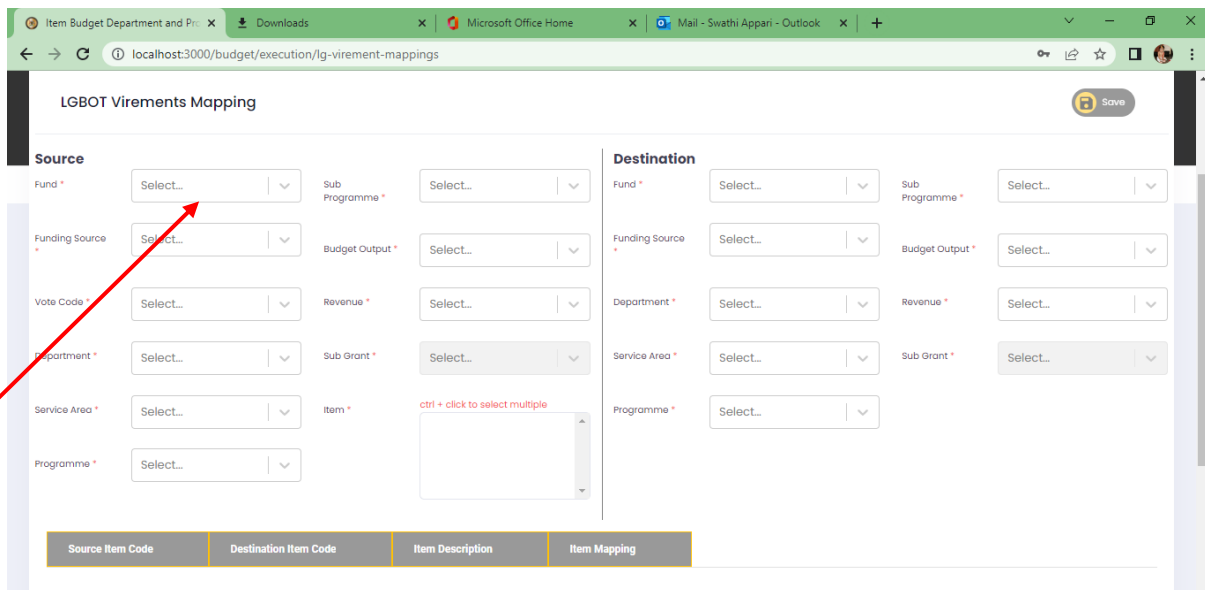 Item Budget Department and Pro
Downloads
Microsoft Office Home
Mail - Swathi Appari - Outlook
localhost:3000/budget/execution/lg-virement-mappings
LGBOT Virements Mapping
Save
Source
Fund *
Select...
Sub Programme *
Select...
Funding Source *
Select...
Budget Output *
Select...
Vote Code *
Select...
Revenue *
Select...
Department *
Select...
Sub Grant *
Select...
Service Area *
Select...
Item *
ctrl + click to select multiple
Programme *
Select...
Destination
Fund *
Select...
Sub Programme *
Select...
Funding Source *
Select...
Budget Output *
Select...
Department *
Select...
Revenue *
Select...
Service Area *
Select...
Sub Grant *
Select...
Programme *
Select...
Source Item Code
Destination Item Code
Item Description
Item Mapping